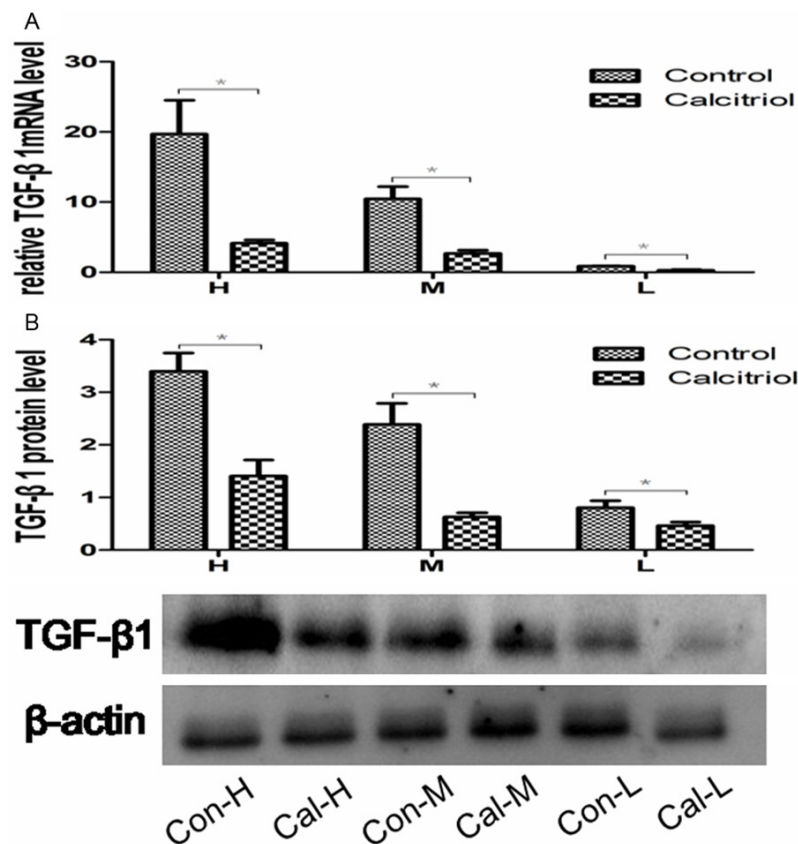 A
relative TGF-β 1mRNA level
30
20
10
0
*
*
*
Control
Calcitriol
H M L
B
TGF-β 1 protein level
4
3
2
1
0
*
*
*
Control
Calcitriol
H M L
TGF-β1
β-actin
Con-H Cal-H Con-M Cal-M Con-L Cal-L